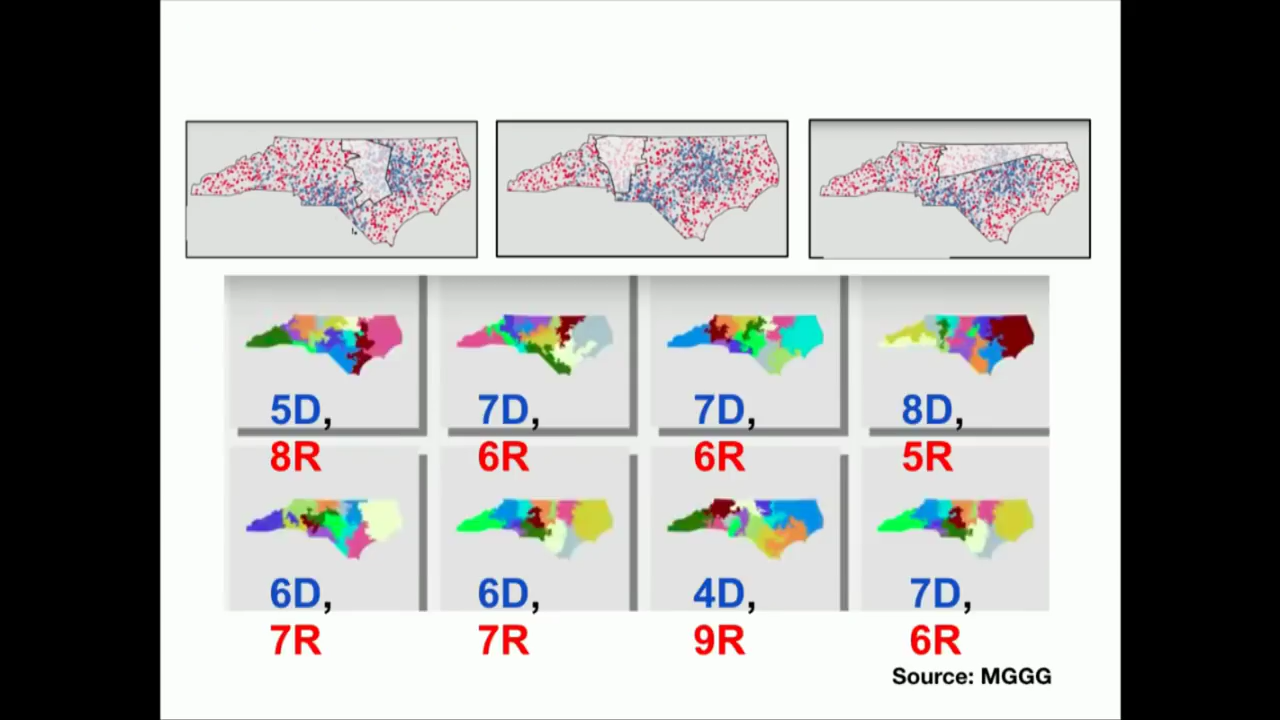 5D,
8R
7D,
6R
7D,
6R
8D,
5R
6D,
7R
6D,
7R
4D,
9R
7D,
6R
Source: MGGG